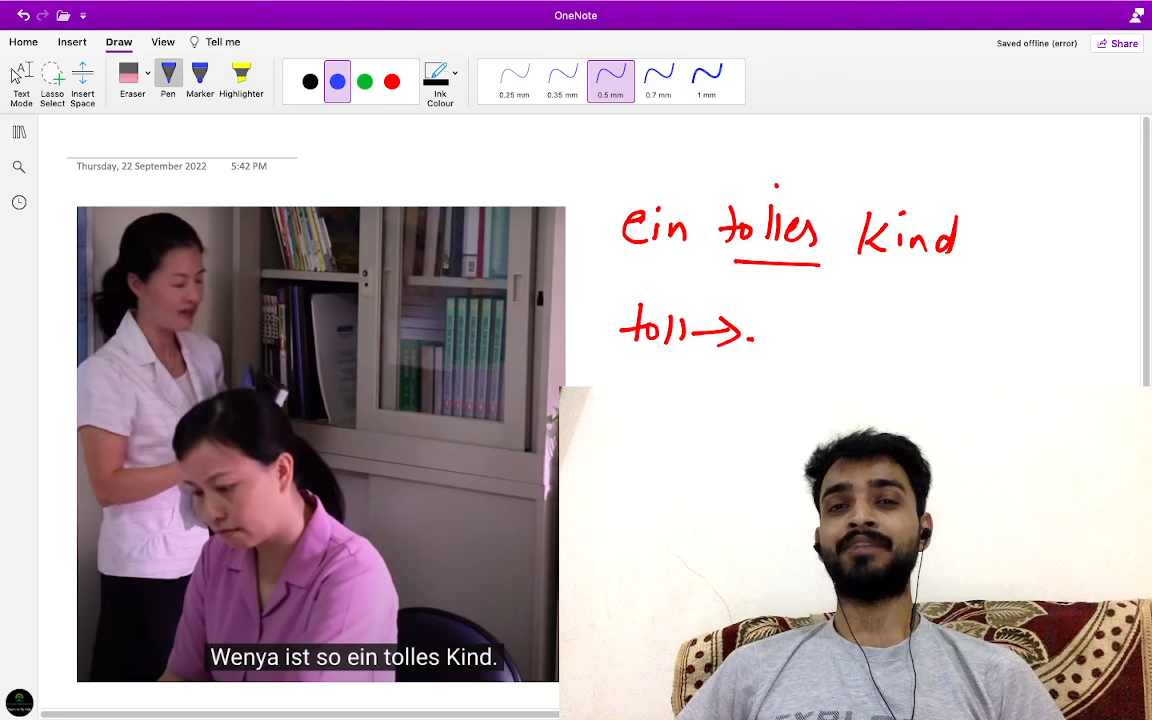 OneNote
Home Insert Draw View Tell me
Saved offline (error) Share
Text Mode
Lasso Select
Insert Space
Eraser
Pen
Marker
Highlighter
Ink Colour
0.25 mm
0.35 mm
0.5 mm
0.7 mm
1 mm
Thursday, 22 September 2022 5:42 PM
ein tolles Kind
toll→.
Wenya ist so ein tolles Kind.